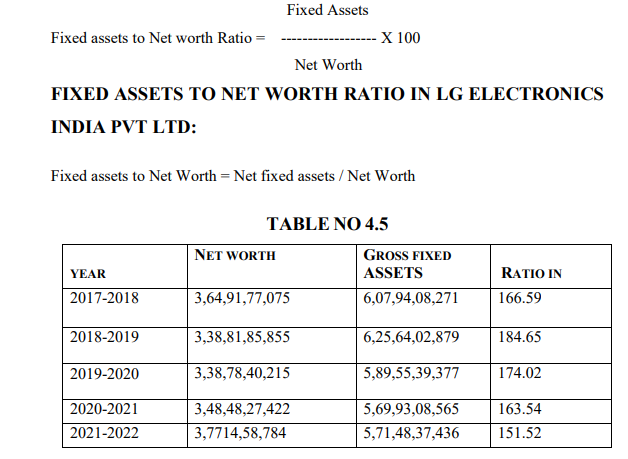 Fixed Assets
Fixed assets to Net worth Ratio = ------------------ X 100
Net Worth
FIXED ASSETS TO NET WORTH RATIO IN LG ELECTRONICS
INDIA PVT LTD:
Fixed assets to Net Worth = Net fixed assets / Net Worth
TABLE NO 4.5
YEAR NET WORTH GROSS FIXED ASSETS RATIO IN
2017-2018 3,64,91,77,075 6,07,94,08,271 166.59
2018-2019 3,38,81,85,855 6,25,64,02,879 184.65
2019-2020 3,38,78,40,215 5,89,55,39,377 174.02
2020-2021 3,48,48,27,422 5,69,93,08,565 163.54
2021-2022 3,7714,58,784 5,71,48,37,436 151.52